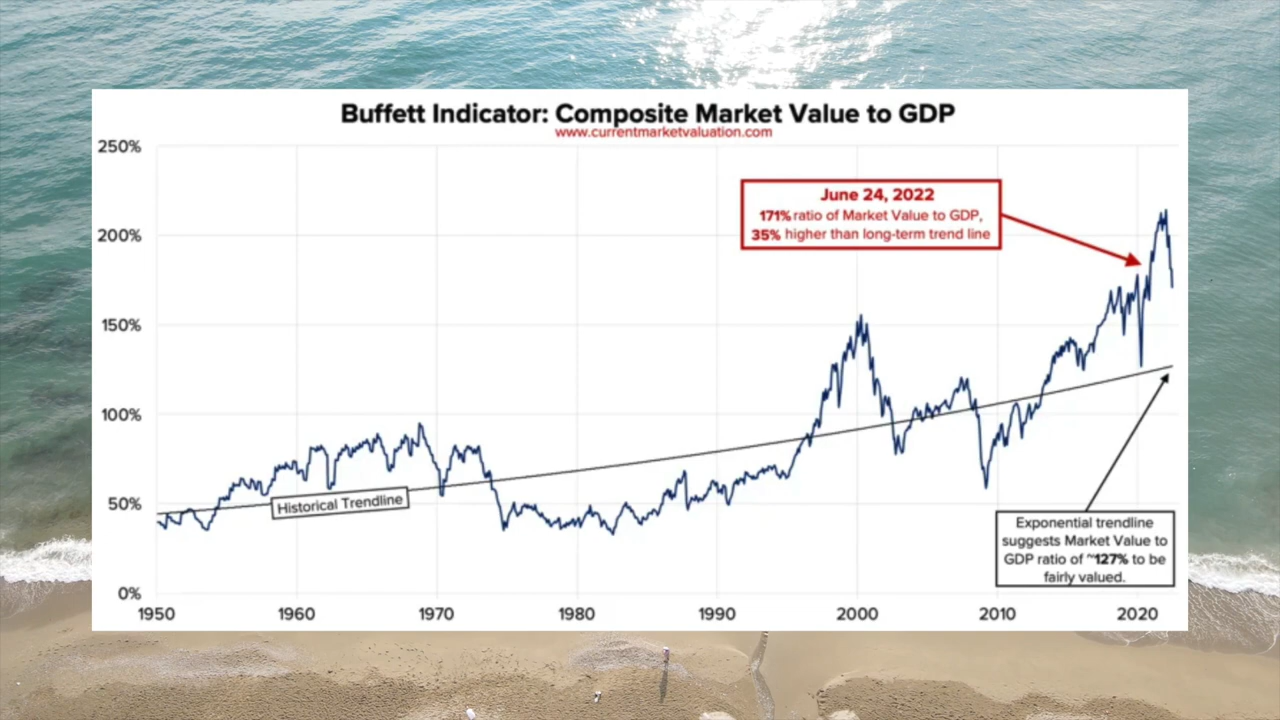 Buffett Indicator: Composite Market Value to GDP
www.currentmarketvaluation.com
250%
200%
150%
100%
50%
0%
June 24, 2022
171% ratio of Market Value to GDP,
35% higher than long-term trend line
Historical Trendline
Exponential trendline
suggests Market Value to
GDP ratio of ~127% to be
fairly valued.
1950 1960 1970 1980 1990 2000 2010 2020